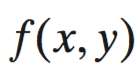 f(x, y)